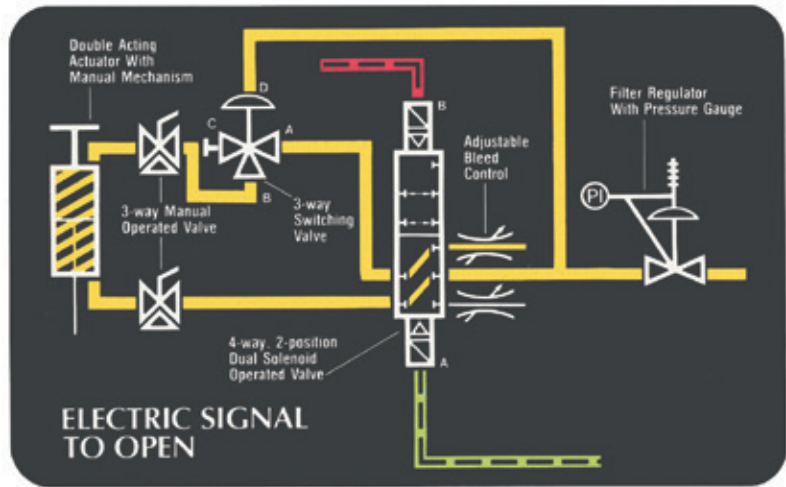 Double Acting
Actuator With
Manual Mechanism
D
C
A
B
3-way Manual
Operated Valve
3-way
Switching
Valve
B
Adjustable
Bleed
Control
Filter Regulator
With Pressure Gauge
PI
4-way, 2-position
Dual Solenoid
Operated Valve
A
ELECTRIC SIGNAL
TO OPEN